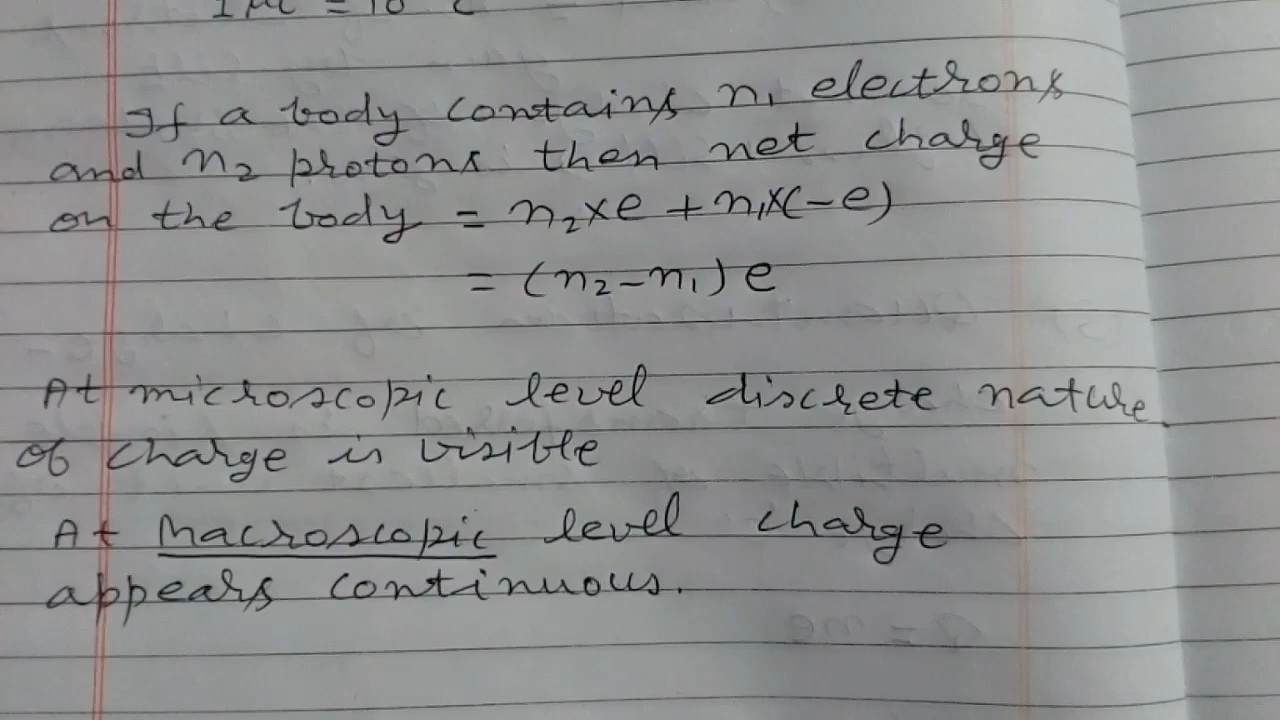 If a body contains n₁ electrons
and n₂ protons then net charge
on the body = n₂×e + n₁×(-e)
= (n₂-n₁)e
At microscopic level discrete nature
of charge is visible
At Macroscopic level charge
appears continuous.